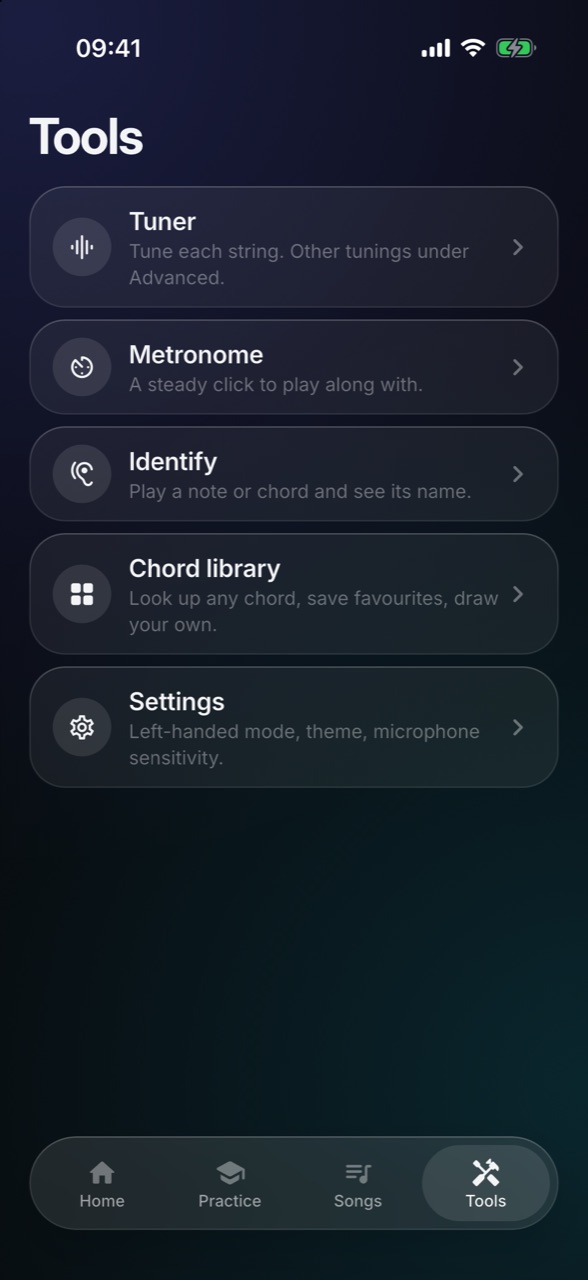 09:41
Tools
Tuner
Tune each string. Other tunings under
Advanced.
Metronome
A steady click to play along with.
Identify
Play a note or chord and see its name.
Chord library
Look up any chord, save favourites, draw
your own.
Settings
Left-handed mode, theme, microphone
sensitivity.
Home
Practice
Songs
Tools